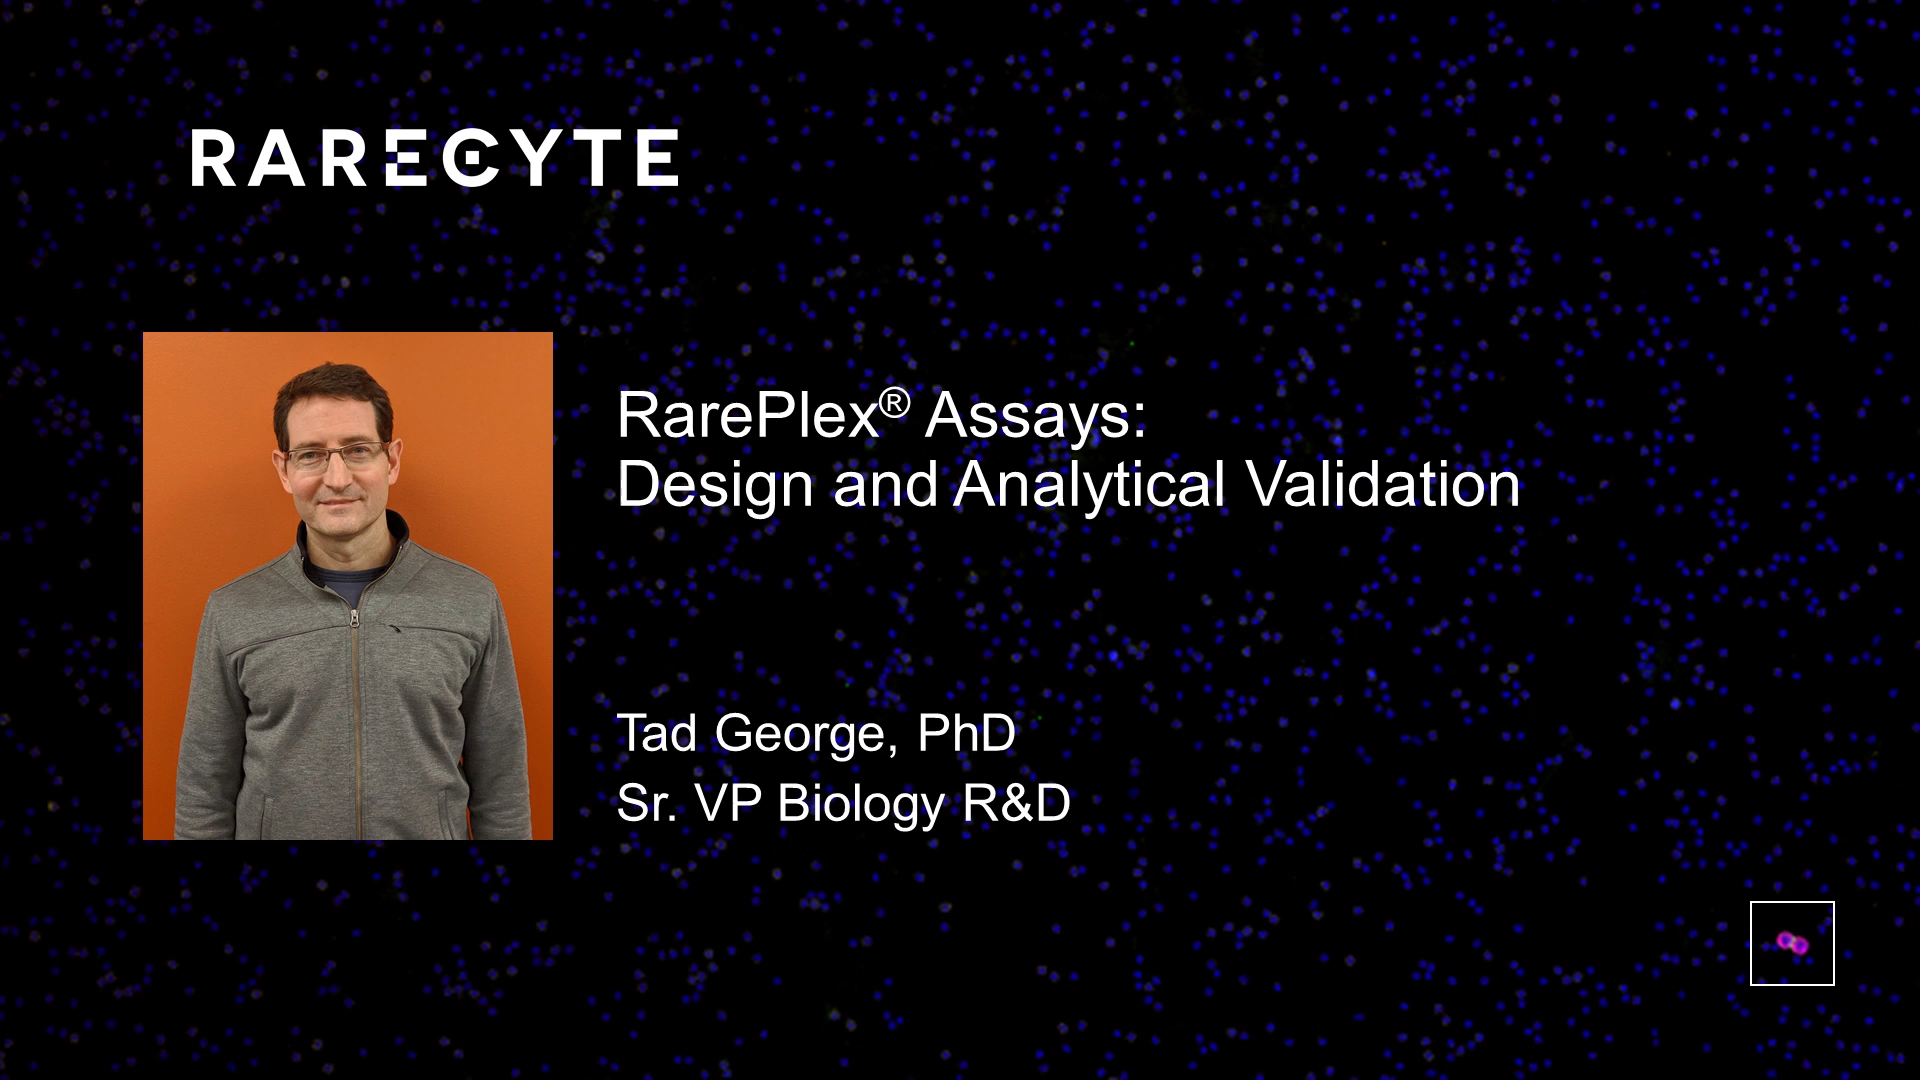 RARECYTE
RarePlex® Assays:
Design and Analytical Validation
Tad George, PhD
Sr. VP Biology R&D